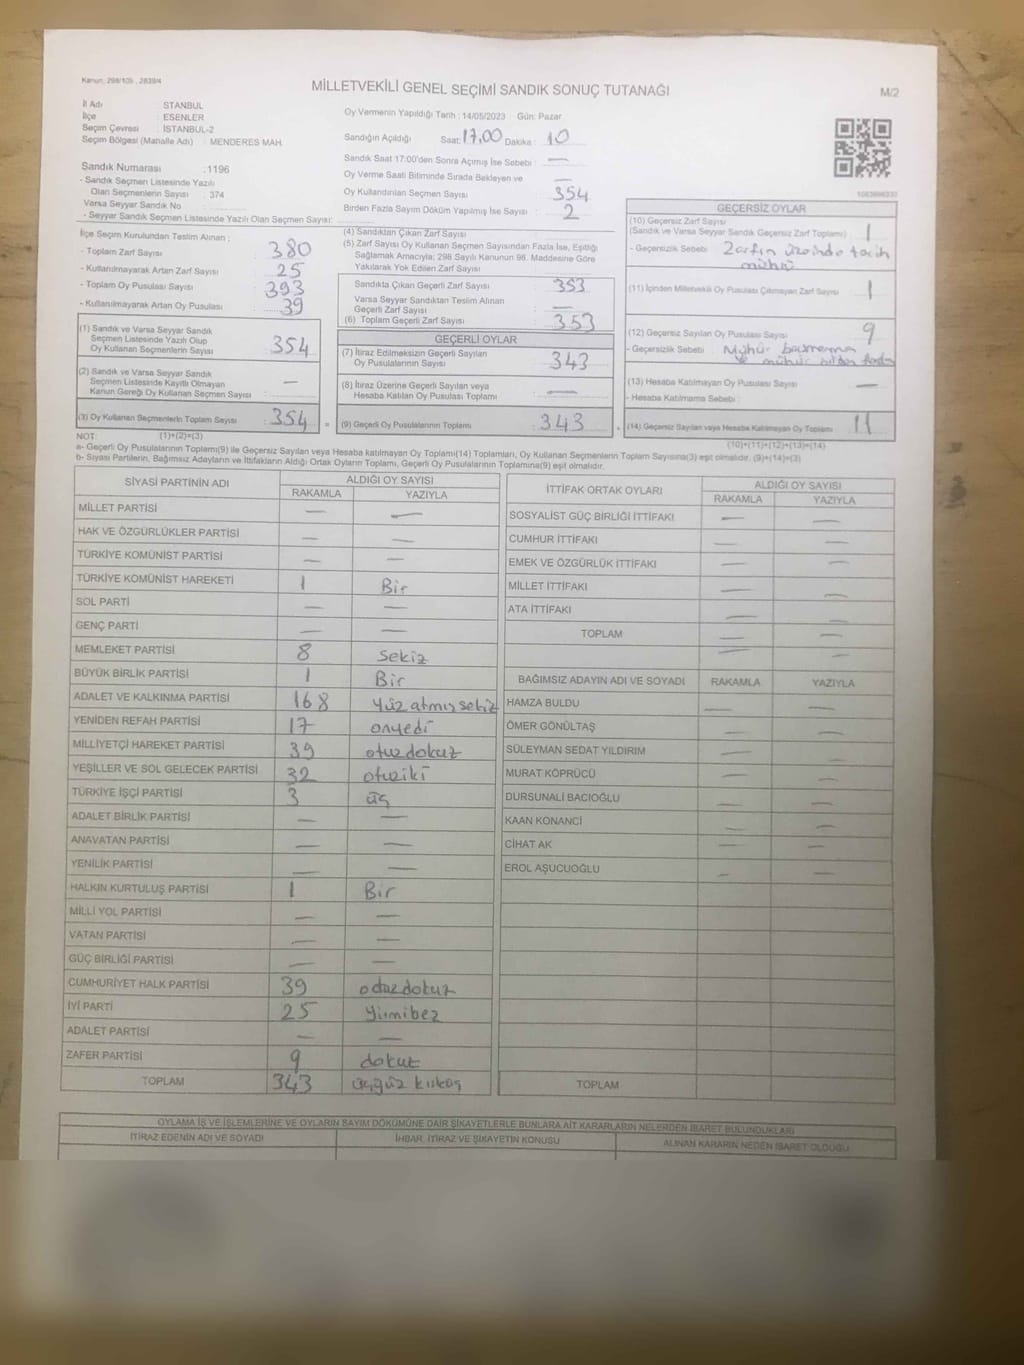 Kanun: 298/105 , 2839/4
MİLLETVEKİLİ GENEL SEÇİMİ SANDIK SONUÇ TUTANAĞI
M/2
İl Adı : STANBUL
İlçe : ESENLER
Seçim Çevresi : İSTANBUL-2
Seçim Bölgesi (Mahalle Adı) : MENDERES MAH.
Sandık Numarası : 1196
- Sandık Seçmen Listesinde Yazılı
Olan Seçmenlerin Sayısı : 374
Varsa Seyyar Sandık No :
- Seyyar Sandık Seçmen Listesinde Yazılı Olan Seçmen Sayısı:
Oy Vermenin Yapıldığı Tarih : 14/05/2023 Gün: Pazar
Sandığın Açıldığı Saat: 17,00 Dakika : 10
Sandık Saat 17:00'den Sonra Açımış İse Sebebi : —
Oy Verme Saati Bitiminde Sırada Bekleyen ve —
Oy Kullandırılan Seçmen Sayısı 354
Birden Fazla Sayım Döküm Yapılmış İse Sayısı : 2
1083698330
İlçe Seçim Kurulundan Teslim Alınan ;
- Toplam Zarf Sayısı : 380
- Kullanılmayarak Artan Zarf Sayısı : 25
- Toplam Oy Pusulası Sayısı : 393
- Kullanılmayarak Artan Oy Pusulası : 39
(1) Sandık ve Varsa Seyyar Sandık
Seçmen Listesinde Yazılı Olup
Oy Kullanan Seçmenlerin Sayısı : 354
(2) Sandık ve Varsa Seyyar Sandık
Seçmen Listesinde Kayıtlı Olmayan
Kanun Gereği Oy Kullanan Seçmen Sayısı : —
(3) Oy Kullanan Seçmenlerin Toplam Sayısı : 354 =
(4) Sandıktan Çıkan Zarf Sayısı :
(5) Zarf Sayısı Oy Kullanan Seçmen Sayısından Fazla İse, Eşitliği
Sağlamak Amacıyla; 298 Sayılı Kanunun 98. Maddesine Göre
Yakılarak Yok Edilen Zarf Sayısı :
Sandıkta Çıkan Geçerli Zarf Sayısı : 353
Varsa Seyyar Sandıktan Teslim Alınan
Geçerli Zarf Sayısı : —
(6) Toplam Geçerli Zarf Sayısı : 353
GEÇERLİ OYLAR
(7) İtiraz Edilmeksizin Geçerli Sayılan
Oy Pusulalarının Sayısı : 343
(8) İtiraz Üzerine Geçerli Sayılan veya
Hesaba Katılan Oy Pusulası Toplamı : —
(9) Geçerli Oy Pusulalarının Toplamı : 343 +
GEÇERSİZ OYLAR
(10) Geçersiz Zarf Sayısı
(Sandık ve Varsa Seyyar Sandık Geçersiz Zarf Toplamı) : 1
- Geçersizlik Sebebi : Zarfın üzerinde tarih
mührü
(11) İçinden Milletvekili Oy Pusulası Çıkmayan Zarf Sayısı : 1
(12) Geçersiz Sayılan Oy Pusulası Sayısı : 9
- Geçersizlik Sebebi : Mühür basmama
ve mühür birden fazla
(13) Hesaba Katılmayan Oy Pusulası Sayısı : —
- Hesaba Katılmama Sebebi :
(14) Geçersiz Sayılan veya Hesaba Katılmayan Oy Toplamı : 11
NOT: (1)+(2)=(3)
(10)+(11)+(12)+(13)=(14)
a- Geçerli Oy Pusulalarının Toplamı(9) ile Geçersiz Sayılan veya Hesaba katılmayan Oy Toplamı(14) Toplamları, Oy Kullanan Seçmenlerin Toplam Sayısına(3) eşit olmalıdır. (9)+(14)=(3)
b- Siyasi Partilerin, Bağımsız Adayların ve İttifakların Aldığı Ortak Oyların Toplamı, Geçerli Oy Pusulalarının Toplamına(9) eşit olmalıdır.
SİYASİ PARTİNİN ADI ALDIĞI OY SAYISI
RAKAMLA YAZIYLA
MİLLET PARTİSİ — —
HAK VE ÖZGÜRLÜKLER PARTİSİ — —
TÜRKİYE KOMÜNİST PARTİSİ — —
TÜRKİYE KOMÜNİST HAREKETİ 1 Bir
SOL PARTİ — —
GENÇ PARTİ — —
MEMLEKET PARTİSİ 8 sekiz
BÜYÜK BİRLİK PARTİSİ 1 Bir
ADALET VE KALKINMA PARTİSİ 168 yüz atmış sekiz
YENİDEN REFAH PARTİSİ 17 onyedi
MİLLİYETÇİ HAREKET PARTİSİ 39 otuzdokuz
YEŞİLLER VE SOL GELECEK PARTİSİ 32 otuziki
TÜRKİYE İŞÇİ PARTİSİ 3 üç
ADALET BİRLİK PARTİSİ — —
ANAVATAN PARTİSİ — —
YENİLİK PARTİSİ — —
HALKIN KURTULUŞ PARTİSİ 1 Bir
MİLLİ YOL PARTİSİ — —
VATAN PARTİSİ — —
GÜÇ BİRLİĞİ PARTİSİ — —
CUMHURİYET HALK PARTİSİ 39 otuzdokuz
İYİ PARTİ 25 yirmibeş
ADALET PARTİSİ — —
ZAFER PARTİSİ 9 dokuz
TOPLAM 343 üçyüz kırk üç
İTTİFAK ORTAK OYLARI ALDIĞI OY SAYISI
RAKAMLA YAZIYLA
SOSYALİST GÜÇ BİRLİĞİ İTTİFAKI — —
CUMHUR İTTİFAKI — —
EMEK VE ÖZGÜRLÜK İTTİFAKI — —
MİLLET İTTİFAKI — —
ATA İTTİFAKI — —
TOPLAM — —
— —
BAĞIMSIZ ADAYIN ADI VE SOYADI RAKAMLA YAZIYLA
HAMZA BULDU — —
ÖMER GÖNÜLTAŞ — —
SÜLEYMAN SEDAT YILDIRIM — —
MURAT KÖPRÜCÜ — —
DURSUNALİ BACIOĞLU — —
KAAN KONANCİ — —
CİHAT AK — —
EROL AŞUCUOĞLU — —
TOPLAM
OYLAMA İŞ VE İŞLEMLERİNE VE OYLARIN SAYIM DÖKÜMÜNE DAİR ŞİKAYETLERLE BUNLARA AİT KARARLARIN NELERDEN İBARET BULUNDUKLARI
İTİRAZ EDENİN ADI VE SOYADI İHBAR, İTİRAZ VE ŞİKAYETİN KONUSU ALINAN KARARIN NEDEN İBARET OLDUĞU